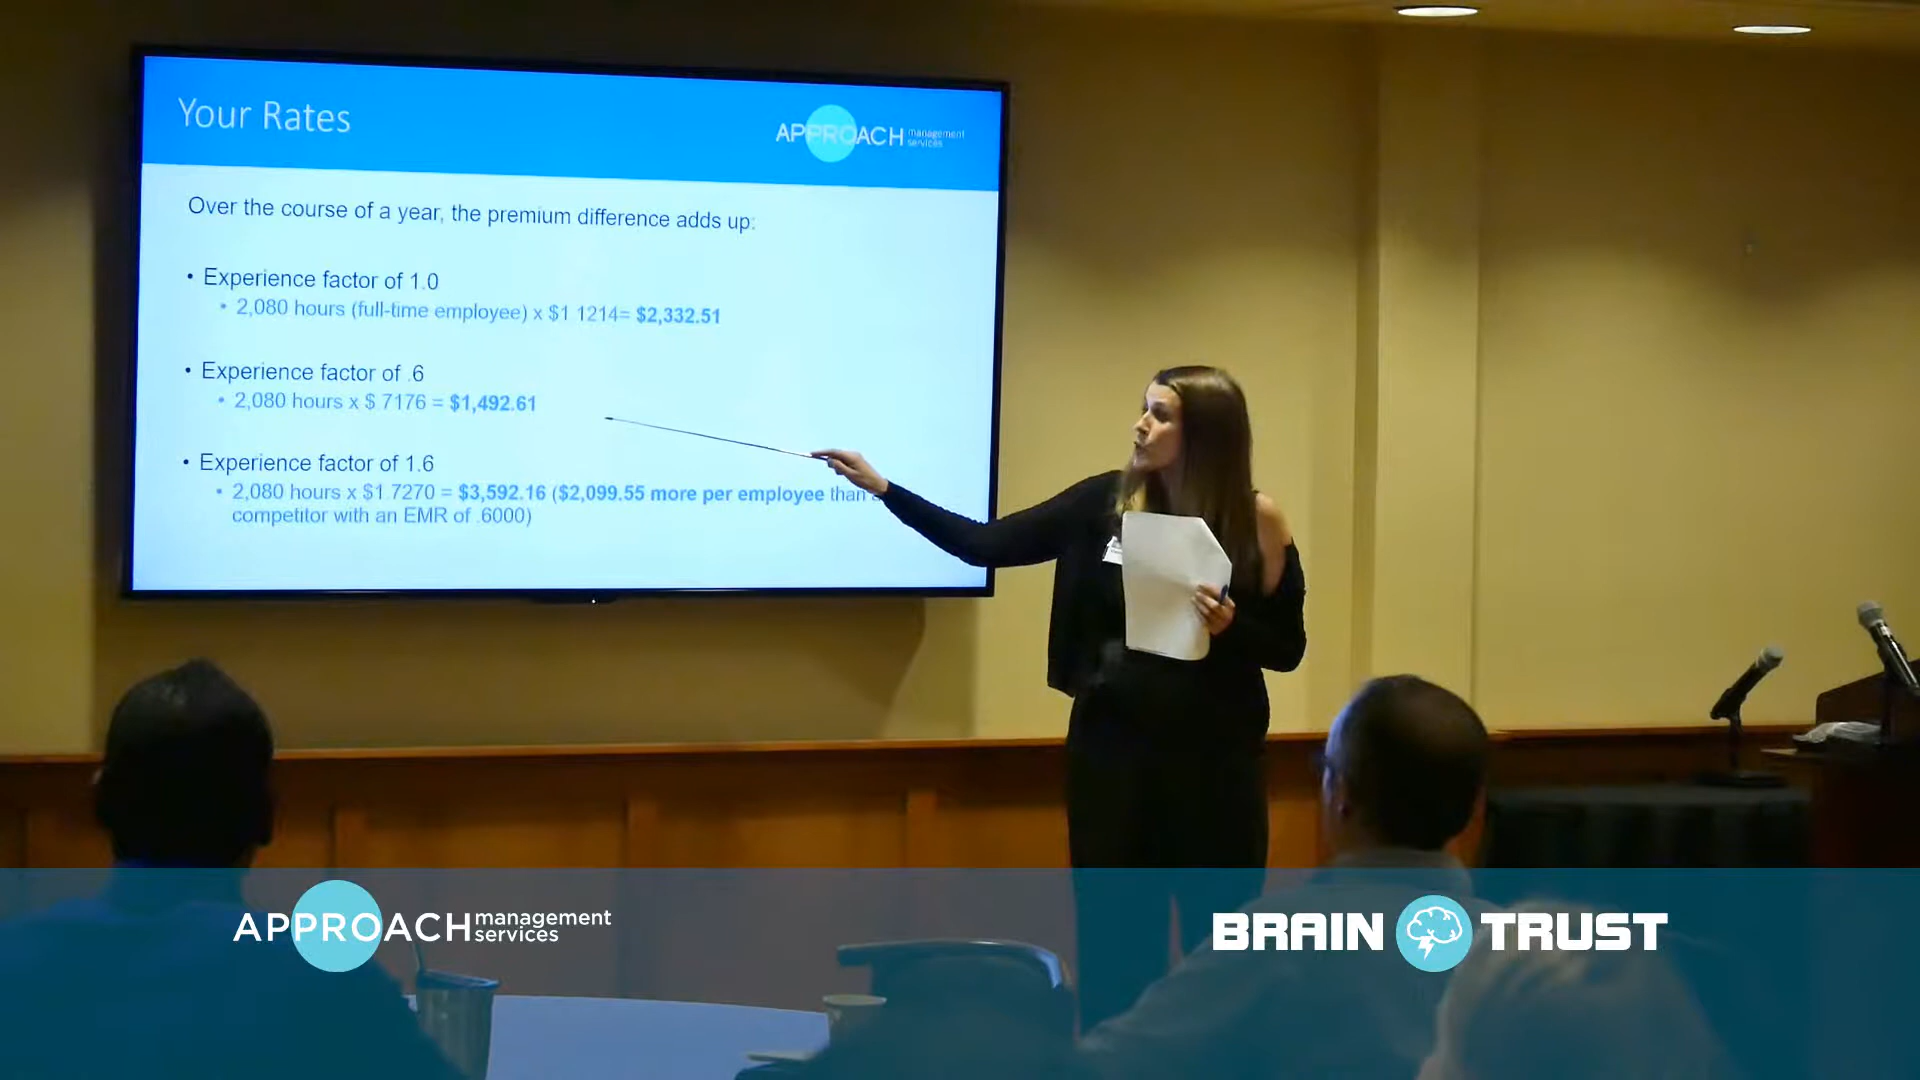 Your Rates
APPROACH management services
Over the course of a year, the premium difference adds up:
• Experience factor of 1.0
• 2,080 hours (full-time employee) x $1.1214= $2,332.51
• Experience factor of .6
• 2,080 hours x $.7176 = $1,492.61
• Experience factor of 1.6
• 2,080 hours x $1.7270 = $3,592.16 ($2,099.55 more per employee than
competitor with an EMR of .6000)
APPROACH management services
BRAIN TRUST